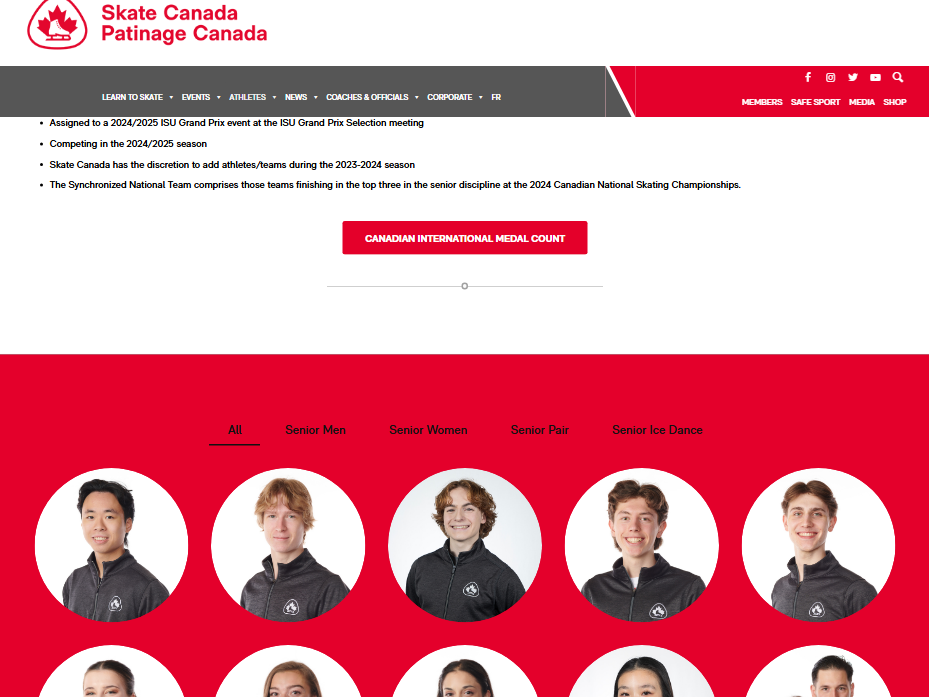 Skate Canada
Patinage Canada
LEARN TO SKATE EVENTS ATHLETES NEWS COACHES & OFFICIALS CORPORATE FR
MEMBERS SAFE SPORT MEDIA SHOP
• Assigned to a 2024/2025 ISU Grand Prix event at the ISU Grand Prix Selection meeting
• Competing in the 2024/2025 season
• Skate Canada has the discretion to add athletes/teams during the 2023-2024 season
• The Synchronized National Team comprises those teams finishing in the top three in the senior discipline at the 2024 Canadian National Skating Championships.
CANADIAN INTERNATIONAL MEDAL COUNT
All Senior Men Senior Women Senior Pair Senior Ice Dance